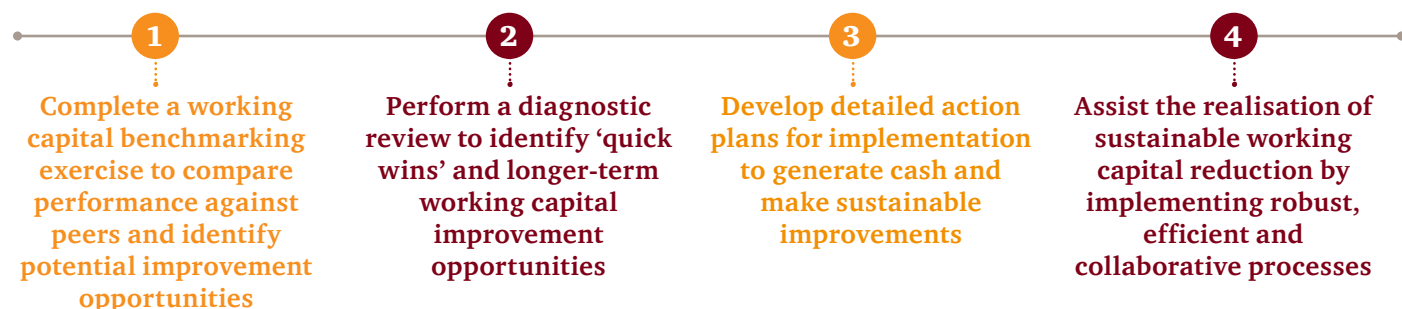 1
Complete a working
capital benchmarking
exercise to compare
performance against
peers and identify
potential improvement
opportunities
2
Perform a diagnostic
review to identify ‘quick
wins’ and longer-term
working capital
improvement
opportunities
3
Develop detailed action
plans for implementation
to generate cash and
make sustainable
improvements
4
Assist the realisation of
sustainable working
capital reduction by
implementing robust,
efficient and
collaborative processes